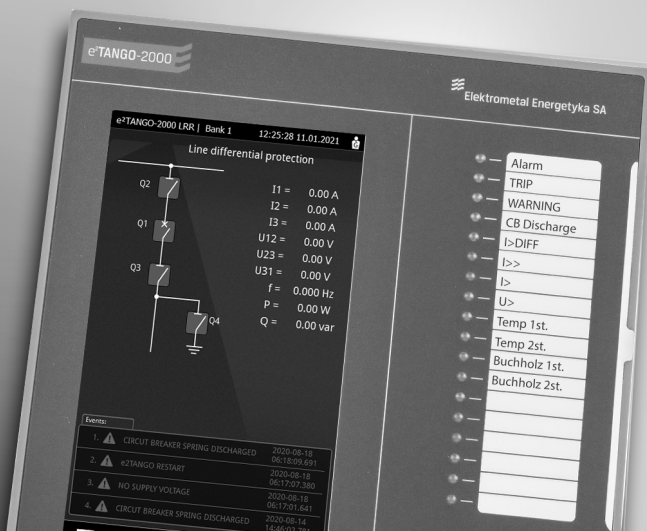 e²TANGO-2000
Elektrometal Energetyka SA
e²TANGO-2000 LRR | Bank 1 12:25:28 11.01.2021
Line differential protection
Q2
Q1
Q3
Q4
I1 = 0.00 A
I2 = 0.00 A
I3 = 0.00 A
U12 = 0.00 V
U23 = 0.00 V
U31 = 0.00 V
f = 0.000 Hz
P = 0.00 W
Q = 0.00 var
Events:
1. CIRCUT BREAKER SPRING DISCHARGED 2020-08-18 06:18:09.691
2. e2TANGO RESTART 2020-08-18 06:17:07.380
3. NO SUPPLY VOLTAGE 2020-08-18 06:17:01.641
4. CIRCUT BREAKER SPRING DISCHARGED 2020-08-14
Alarm
TRIP
WARNING
CB Discharge
I>DIFF
I>>
I>
U>
Temp 1st.
Temp 2st.
Buchholz 1st.
Buchholz 2st.